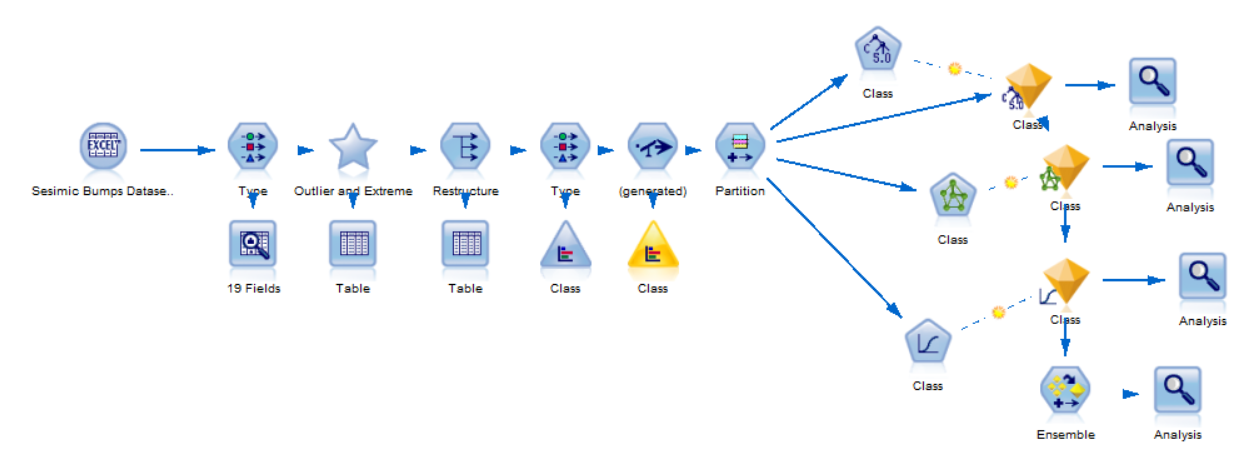 C 5.0
Class
C 5.0
Class
Analysis
EXCEL™
Sesimic Bumps Datase..
Type
Outlier and Extreme
Restructure
Type
(generated)
Partition
Class
Class
Analysis
19 Fields
Table
Table
Class
Class
Class
Class
Analysis
Ensemble
Analysis